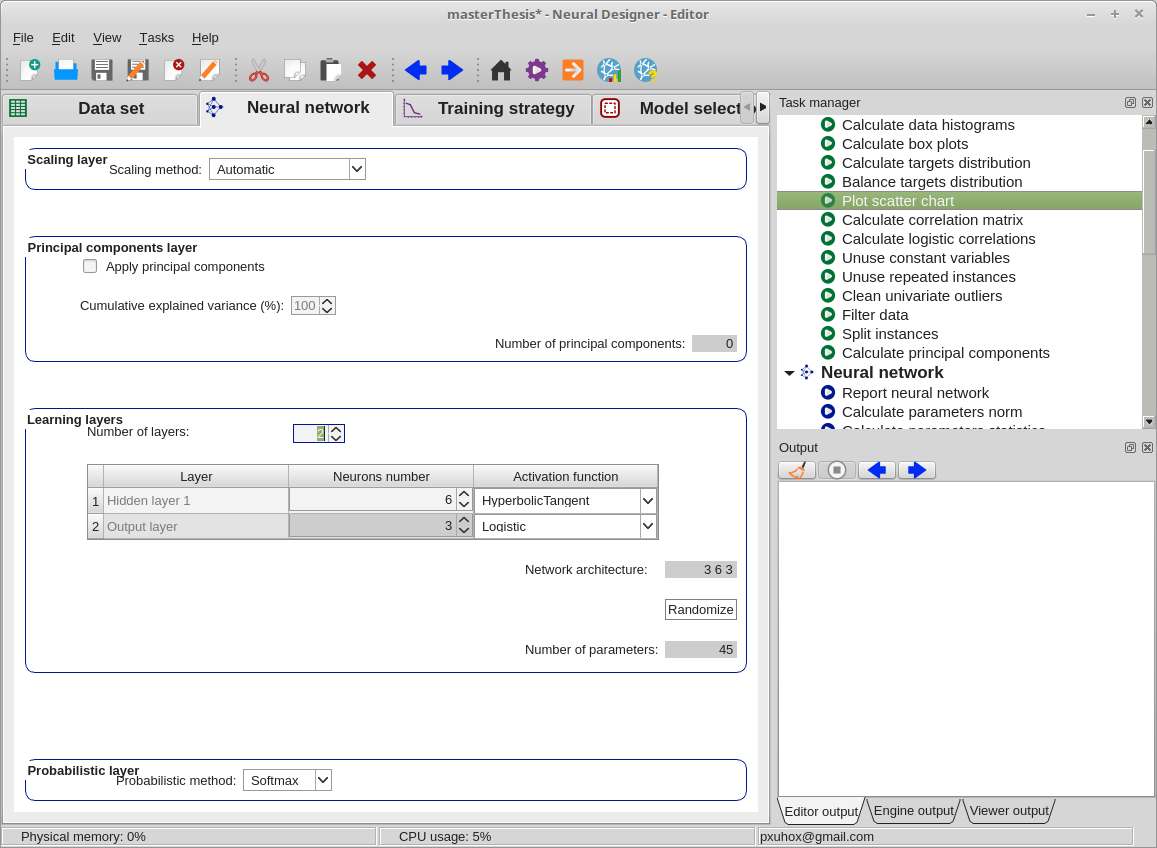 masterThesis* - Neural Designer - Editor
File Edit View Tasks Help
Data set
Neural network
Training strategy
Model select
Scaling layer
Scaling method: Automatic
Principal components layer
Apply principal components
Cumulative explained variance (%): 100
Number of principal components: 0
Learning layers
Number of layers: 2
Layer Neurons number Activation function
1 Hidden layer 1 6 HyperbolicTangent
2 Output layer 3 Logistic
Network architecture: 3 6 3
Randomize
Number of parameters: 45
Probabilistic layer
Probabilistic method: Softmax
Task manager
Calculate data histograms
Calculate box plots
Calculate targets distribution
Balance targets distribution
Plot scatter chart
Calculate correlation matrix
Calculate logistic correlations
Unuse constant variables
Unuse repeated instances
Clean univariate outliers
Filter data
Split instances
Calculate principal components
Neural network
Report neural network
Calculate parameters norm
Calculate parameters statistics
Output
Editor output Engine output Viewer output
Physical memory: 0% CPU usage: 5% pxuhox@gmail.com